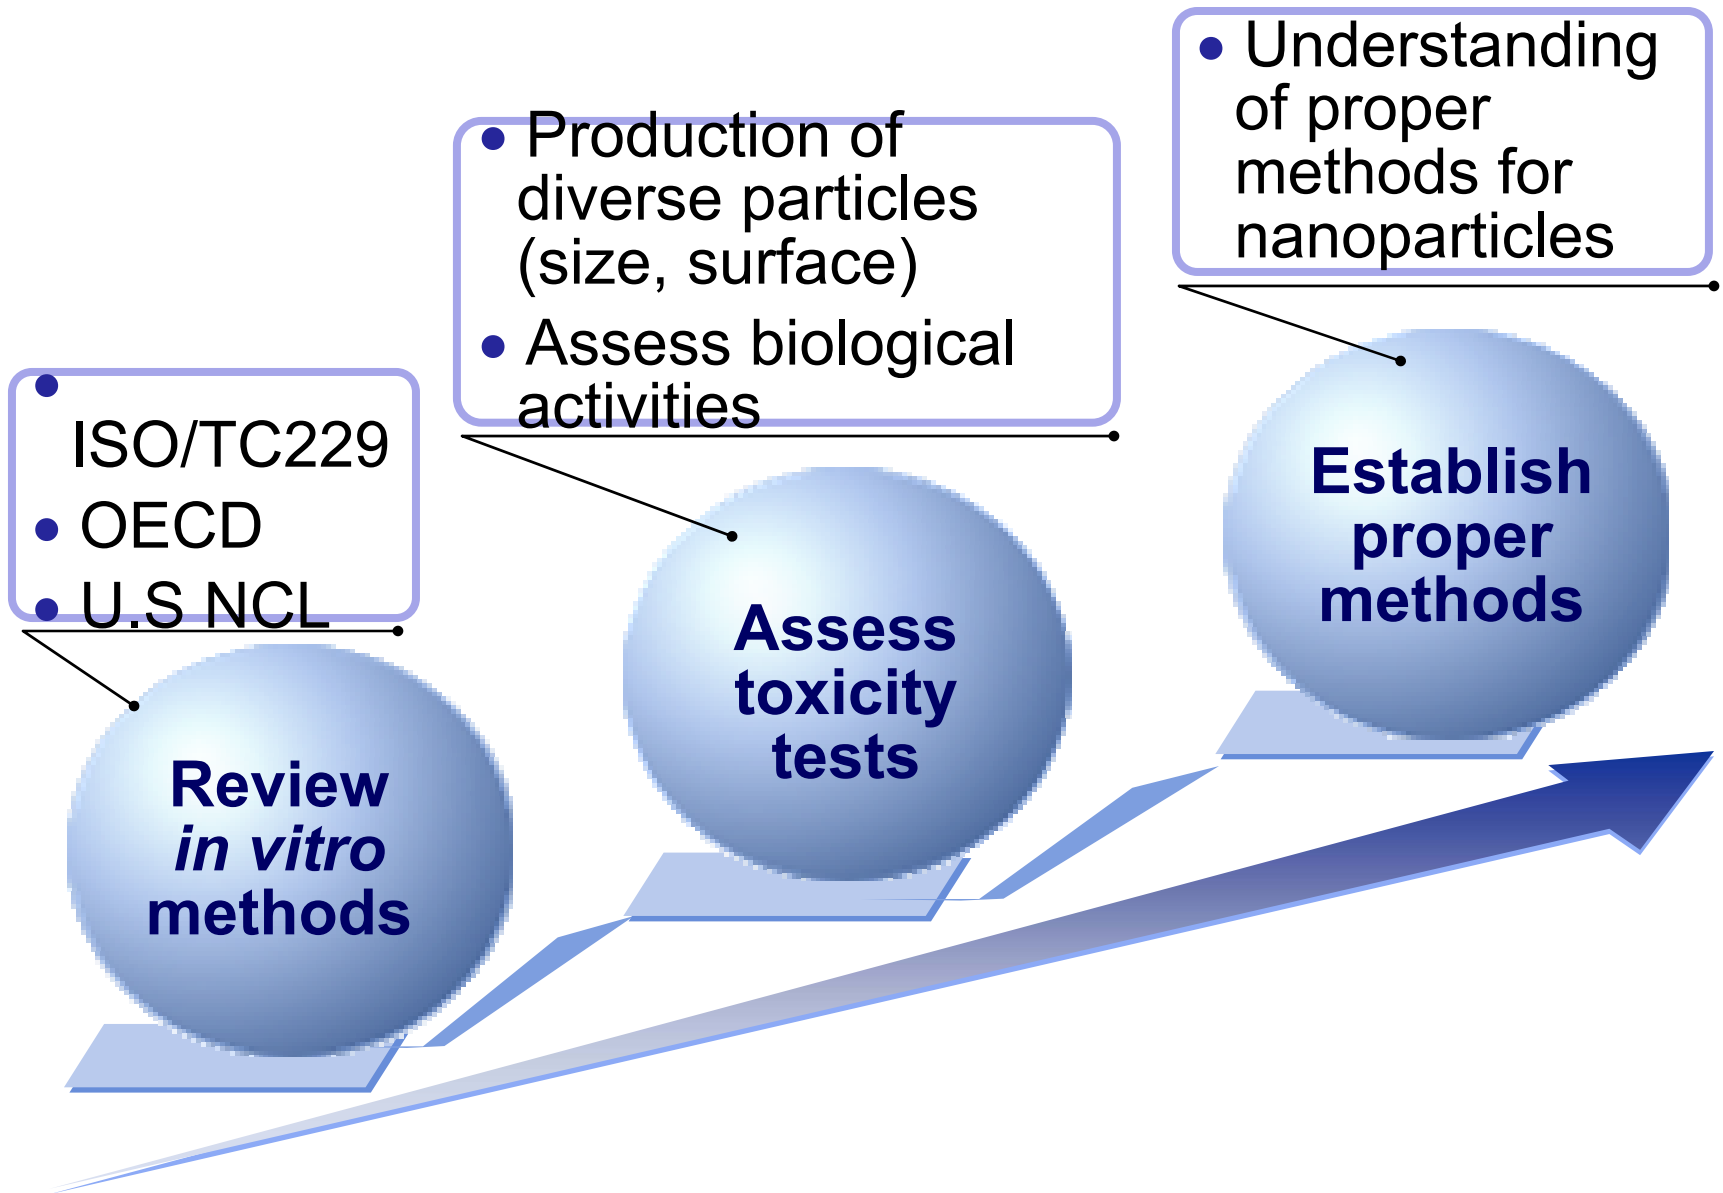 • ISO/TC229
• OECD
• U.S NCL
Review
in vitro
methods
• Production of
diverse particles
(size, surface)
• Assess biological
activities
Assess
toxicity
tests
• Understanding
of proper
methods for
nanoparticles
Establish
proper
methods